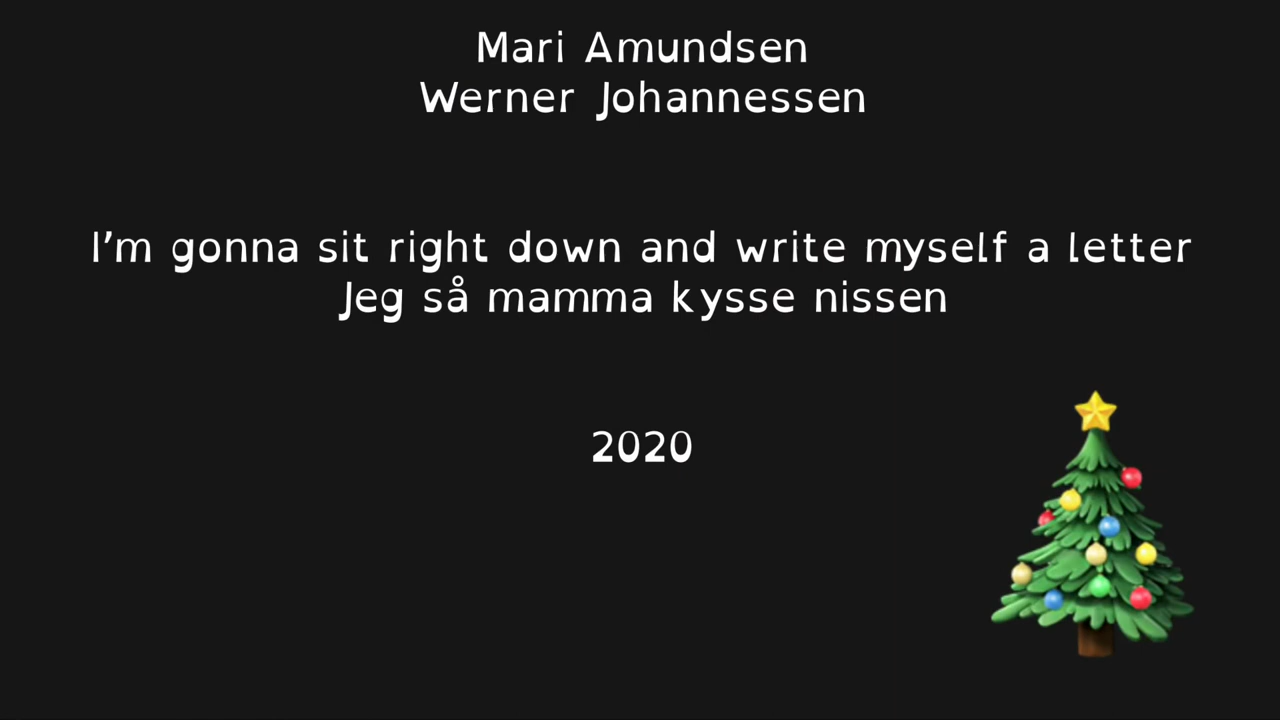 Mari Amundsen
Werner Johannessen
I'm gonna sit right down and write myself a letter
Jeg så mamma kysse nissen
2020